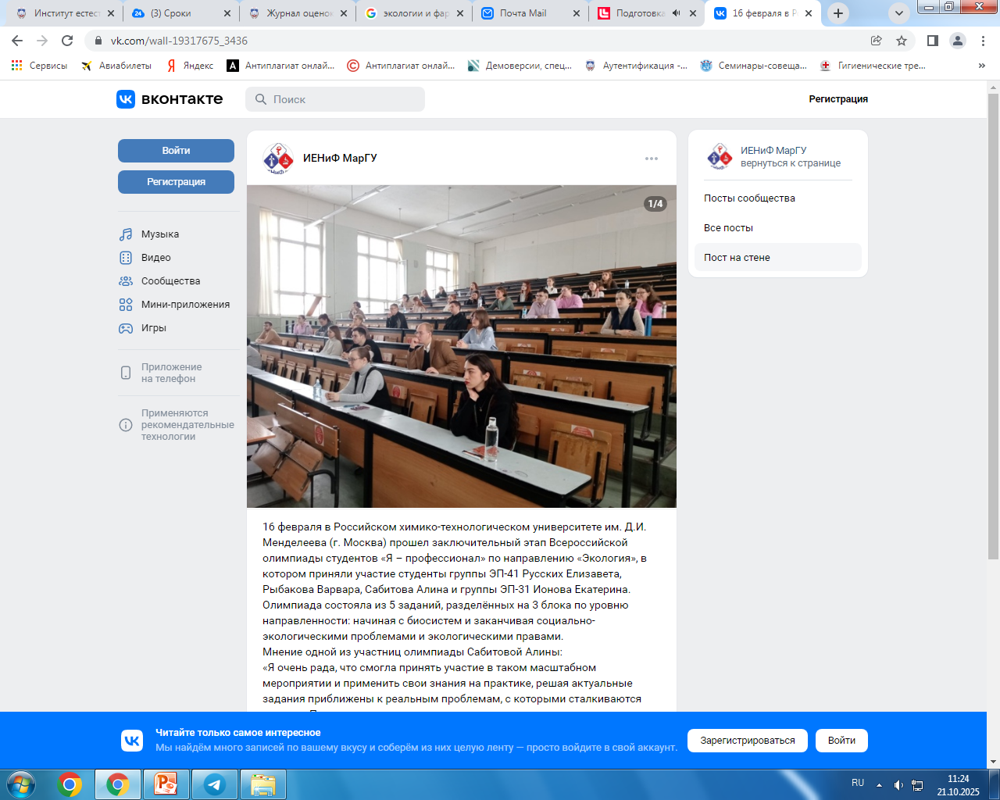 Институт естест
(3) Сроки
Журнал оценок
экологии и фар
Почта Mail
Подготовка
16 февраля в Р
vk.com/wall-19317675_3436
Сервисы
Авиабилеты
Яндекс
Антиплагиат онлай...
Антиплагиат онлай...
Демоверсии, спец...
Аутентификация -...
Семинары-совеща...
Гигиенические тре...
»
вконтакте
Поиск
Регистрация
Войти
Регистрация
Музыка
Видео
Сообщества
Мини-приложения
Игры
Приложение
на телефон
Применяются
рекомендательные
технологии
ИЕНиФ МарГУ
1/4
16 февраля в Российском химико-технологическом университете им. Д.И.
Менделеева (г. Москва) прошел заключительный этап Всероссийской
олимпиады студентов «Я – профессионал» по направлению «Экология», в
котором приняли участие студенты группы ЭП-41 Русских Елизавета,
Рыбакова Варвара, Сабитова Алина и группы ЭП-31 Ионова Екатерина.
Олимпиада состояла из 5 заданий, разделённых на 3 блока по уровню
направленности: начиная с биосистем и заканчивая социально-
экологическими проблемами и экологическими правами.
Мнение одной из участниц олимпиады Сабитовой Алины:
«Я очень рада, что смогла принять участие в таком масштабном
мероприятии и применить свои знания на практике, решая актуальные
задания приближены к реальным проблемам, с которыми сталкиваются
ИЕНиФ МарГУ
вернуться к странице
Посты сообщества
Все посты
Пост на стене
Читайте только самое интересное
Мы найдём много записей по вашему вкусу и соберём из них целую ленту — просто войдите в свой аккаунт.
Зарегистрироваться
Войти
RU
11:24
21.10.2025